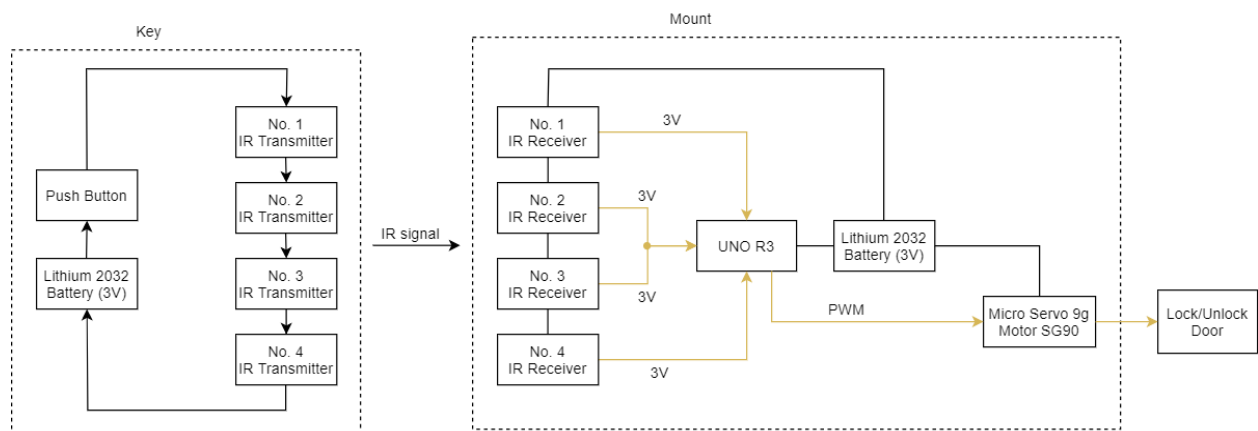 Key
Mount
No. 1
IR Transmitter
No. 2
IR Transmitter
No. 3
IR Transmitter
No. 4
IR Transmitter
Push Button
Lithium 2032
Battery (3V)
IR signal
No. 1
IR Receiver
No. 2
IR Receiver
No. 3
IR Receiver
No. 4
IR Receiver
3V
3V
3V
3V
UNO R3
Lithium 2032
Battery (3V)
PWM
Micro Servo 9g
Motor SG90
Lock/Unlock
Door